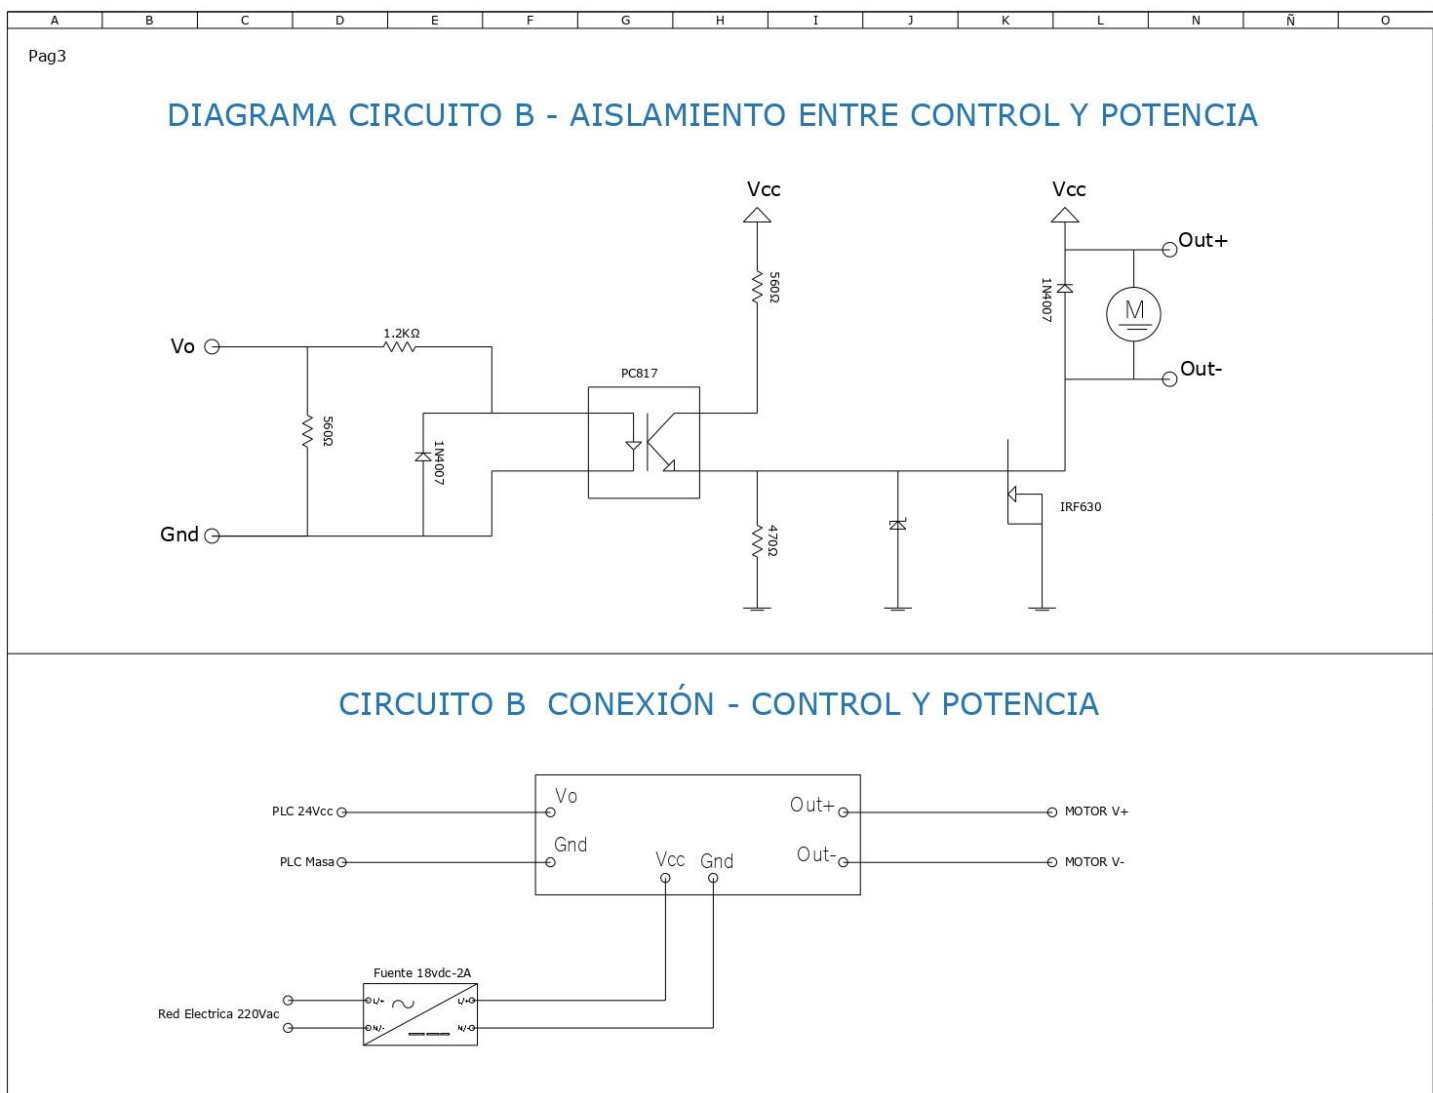 A B C D E F G H I J K L N Ñ O
Pag3
DIAGRAMA CIRCUITO B - AISLAMIENTO ENTRE CONTROL Y POTENCIA
Vcc
Vcc
Out+
560Ω
1N4007
M
Vo
1.2KΩ
Out-
PC817
560Ω
1N4007
IRF630
Gnd
470Ω
CIRCUITO B CONEXIÓN - CONTROL Y POTENCIA
Vo
Out+
PLC 24Vcc
MOTOR V+
Gnd
Vcc
Gnd
Out-
PLC Masa
MOTOR V-
Fuente 18vdc-2A
L/+
L/+
Red Electrica 220Vac
N/-
N/-